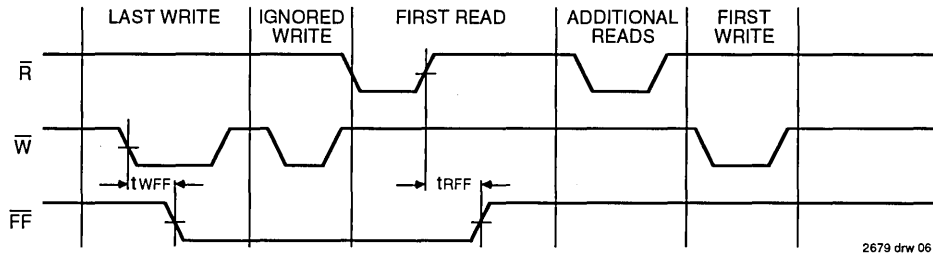 LAST WRITE
IGNORED
WRITE
FIRST READ
ADDITIONAL
READS
FIRST
WRITE
R
W
tWFF
tRFF
FF
2679 drw 06